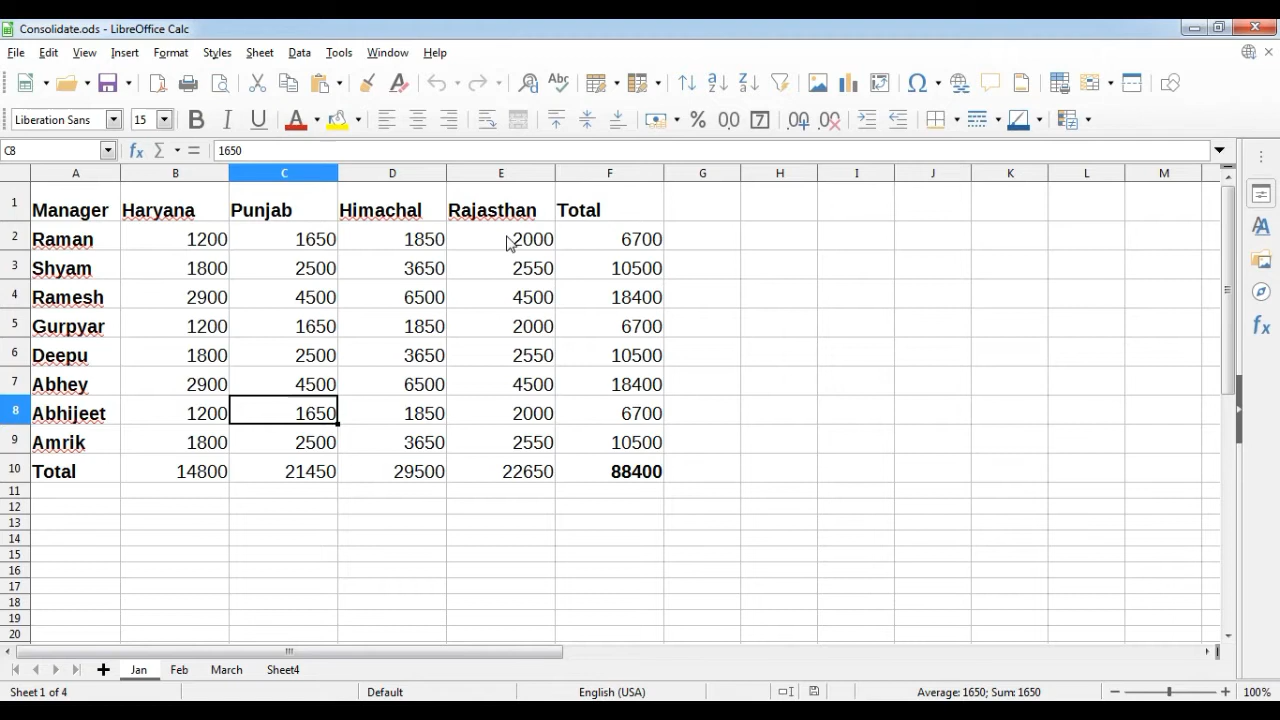 Consolidate.ods - LibreOffice Calc
File Edit View Insert Format Styles Sheet Data Tools Window Help
Liberation Sans 15
C8 1650
A B C D E F G H I J K L M
1 Manager Haryana Punjab Himachal Rajasthan Total
2 Raman 1200 1650 1850 2000 6700
3 Shyam 1800 2500 3650 2550 10500
4 Ramesh 2900 4500 6500 4500 18400
5 Gurpyar 1200 1650 1850 2000 6700
6 Deepu 1800 2500 3650 2550 10500
7 Abhey 2900 4500 6500 4500 18400
8 Abhijeet 1200 1650 1850 2000 6700
9 Amrik 1800 2500 3650 2550 10500
10 Total 14800 21450 29500 22650 88400
11
12
13
14
15
16
17
18
19
20
Jan Feb March Sheet4
Sheet 1 of 4 Default English (USA) Average: 1650; Sum: 1650 100%